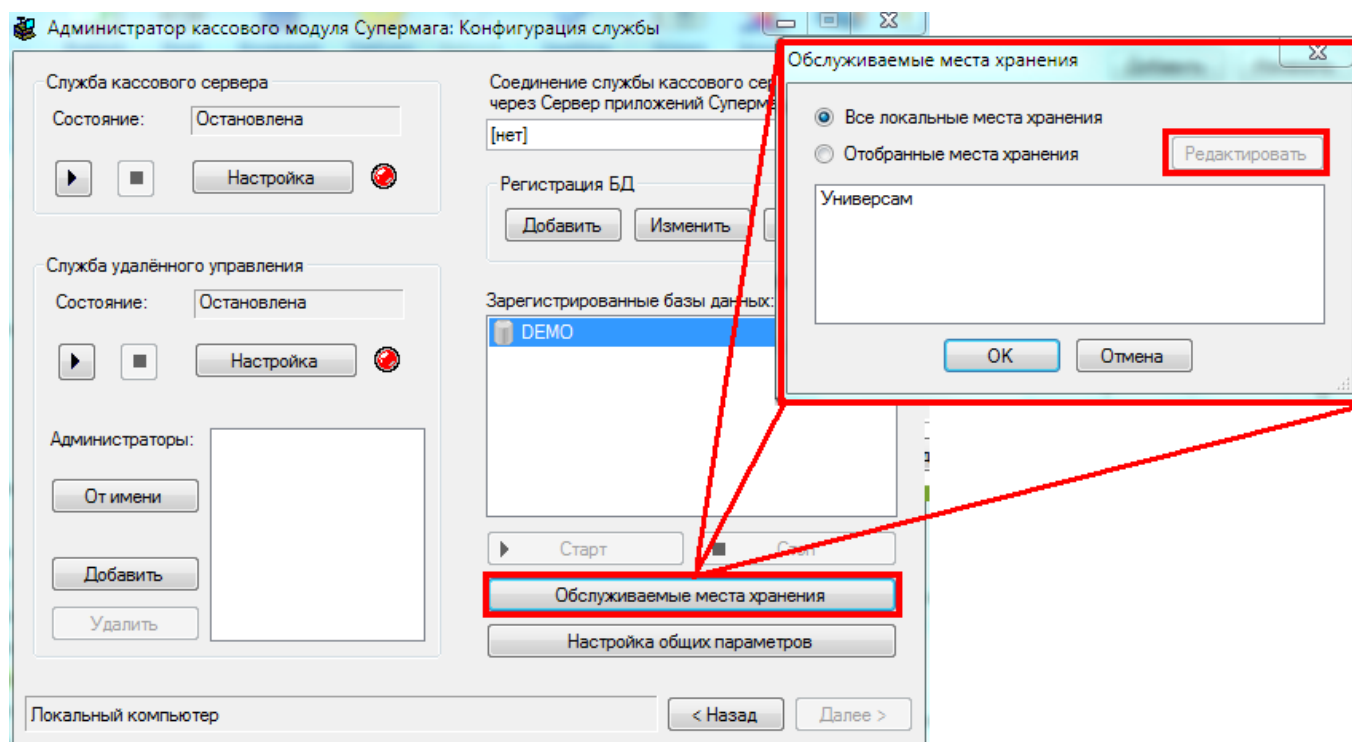 Администратор кассового модуля Супермага: Конфигурация службы
Служба кассового сервера
Состояние:
Остановлена
Настройка
Служба удалённого управления
Состояние:
Остановлена
Настройка
Администраторы:
От имени
Добавить
Удалить
Соединение службы кассового
через Сервер приложений
[нет]
Регистрация БД
Добавить
Изменить
Зарегистрированные базы данных:
DEMO
Старт
Стоп
Обслуживаемые места хранения
Настройка общих параметров
Локальный компьютер
< Назад
Далее >
Обслуживаемые места хранения
Все локальные места хранения
Отобранные места хранения
Редактировать
Универсам
OK
Отмена